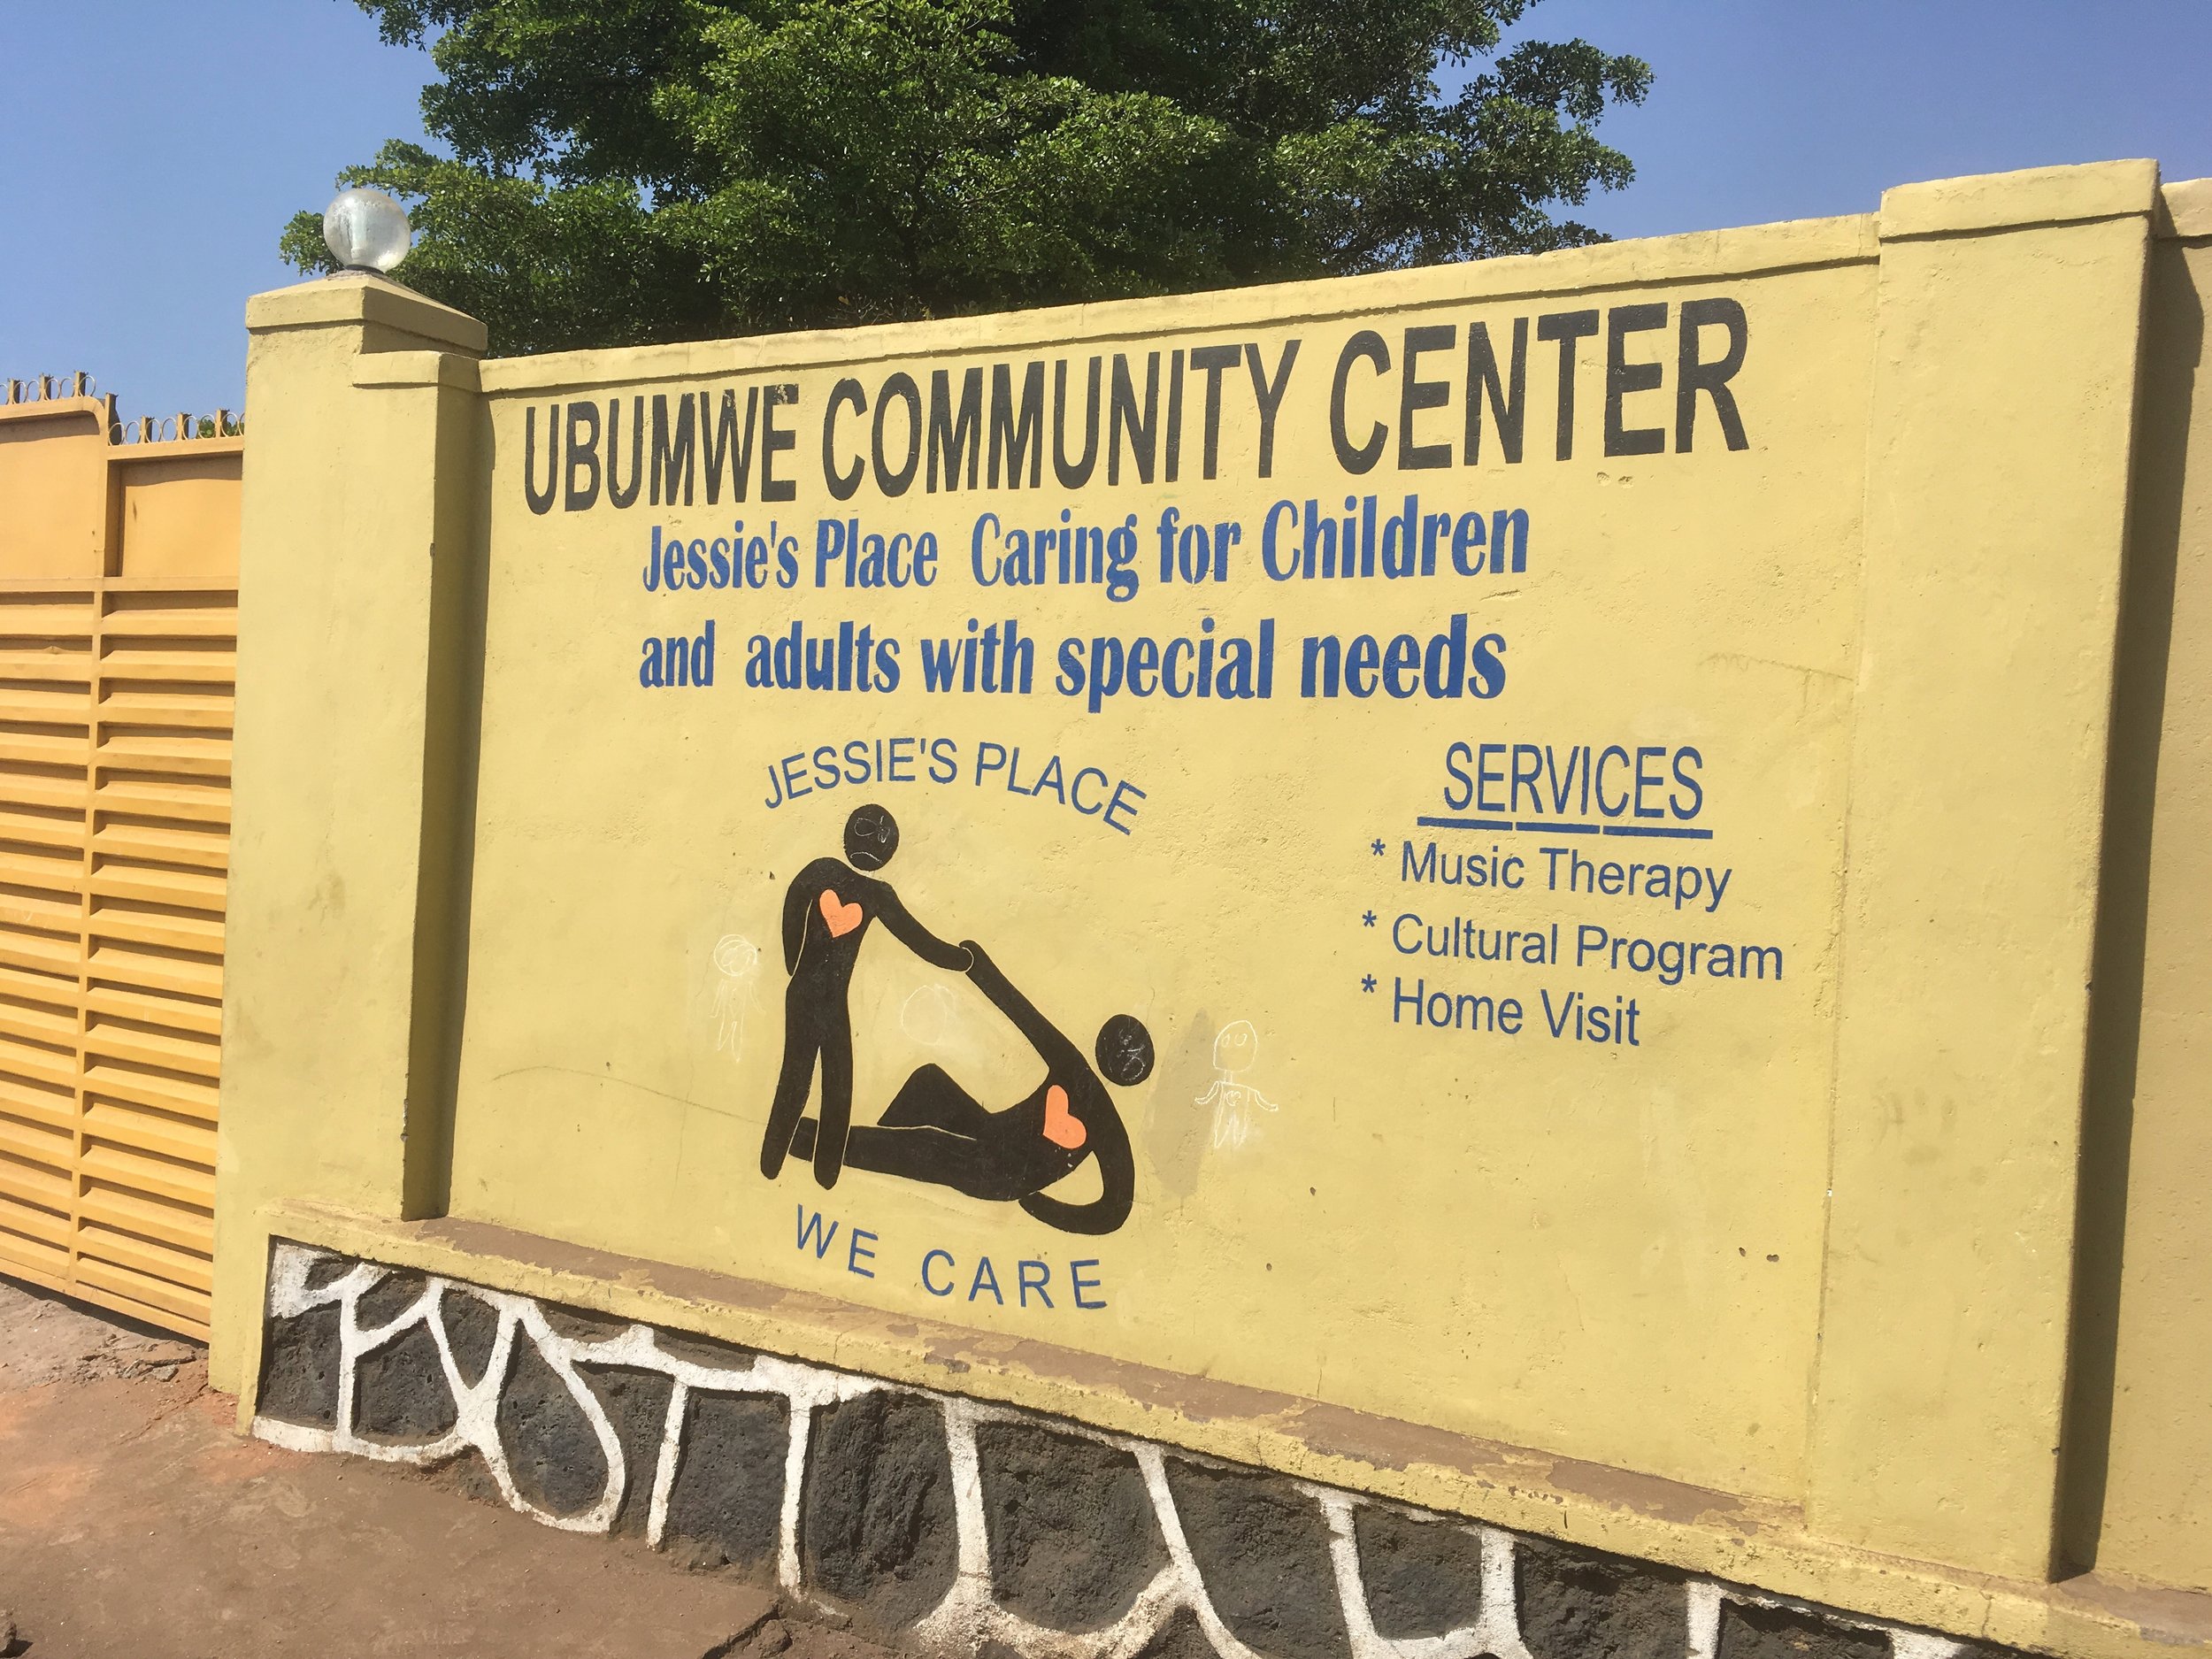 UBUMWE COMMUNITY CENTER
Jessie's Place Caring for Children
and adults with special needs
JESSIE'S PLACE
WE CARE
SERVICES
* Music Therapy
* Cultural Program
* Home Visit